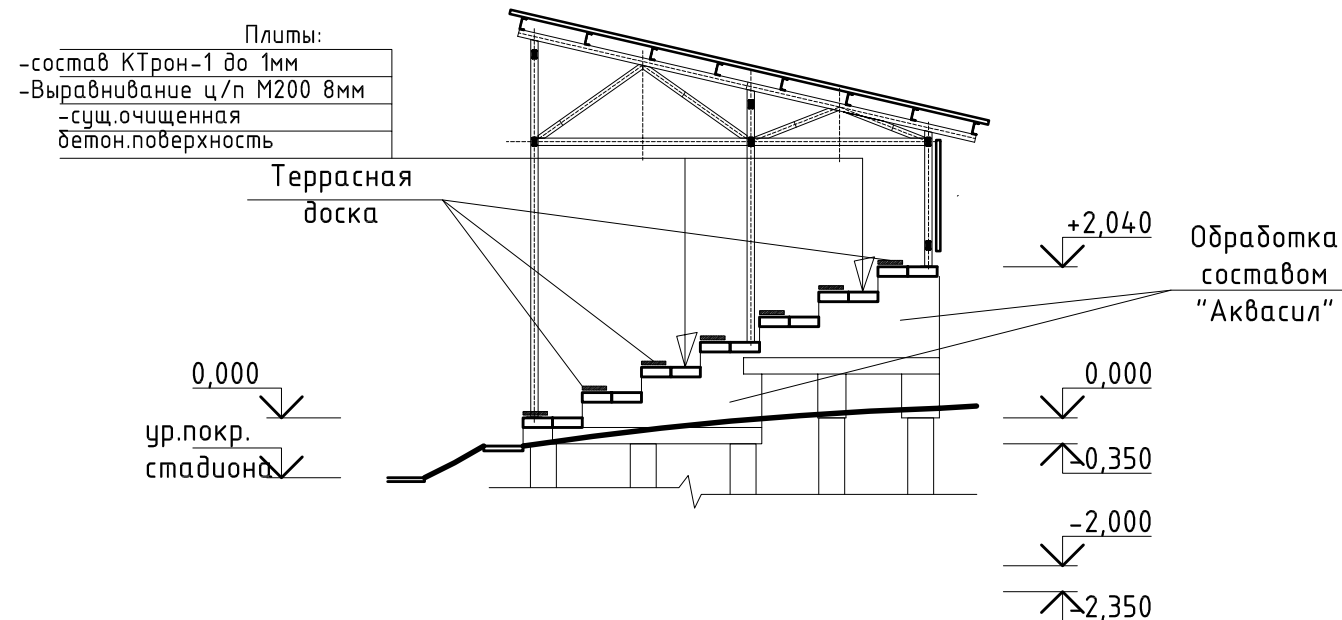 Плиты:
-состав КТрон-1 до 1мм
-Выравнивание ц/п М200 8мм
-сущ.очищенная
бетон.поверхность
Террасная
доска
+2,040
Обработка
составом
"Аквасил"
0,000
0,000
ур.покр.
стадиона
-0,350
-2,000
-2,350